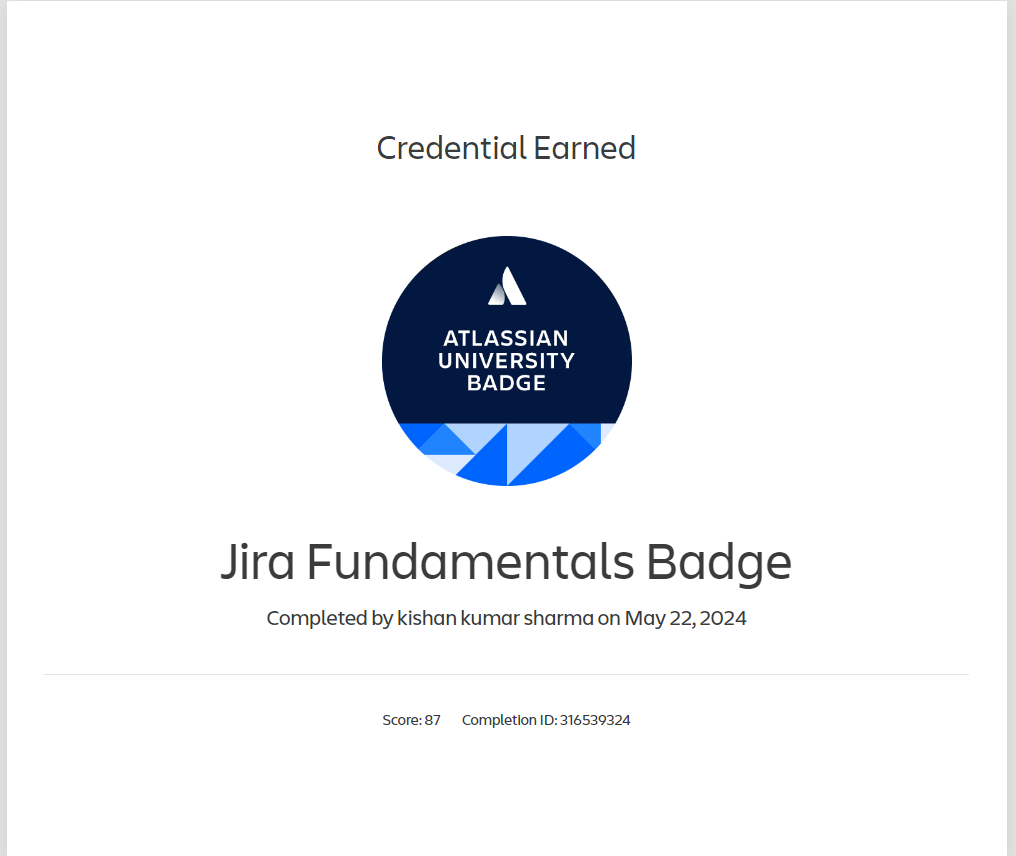 Credential Earned
ATLASSIAN
UNIVERSITY
BADGE
Jira Fundamentals Badge
Completed by kishan kumar sharma on May 22, 2024
Score: 87 Completion ID: 316539324